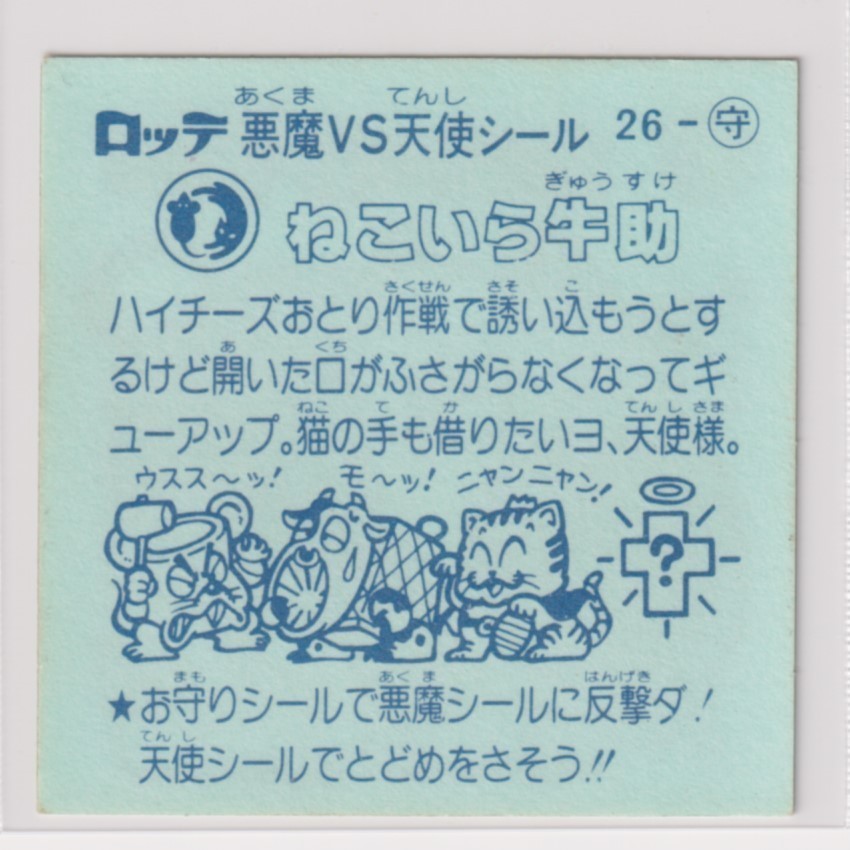 あくま てんし
ロッテ 悪魔VS天使シール 26-守
ぎゅうすけ
ねこいら牛助
さくせん さそ こ
ハイチーズおとり作戦で誘い込もうとす
あ くち
るけど開いた口がふさがらなくなってギ
ねこ て か てんしさま
ューアップ。猫の手も借りたいヨ、天使様。
ウスス〜ッ! モ〜ッ! ニャンニャン!
?
まも あくま はんげき
★お守りシールで悪魔シールに反撃ダ!
てんし
天使シールでとどめをさそう!!